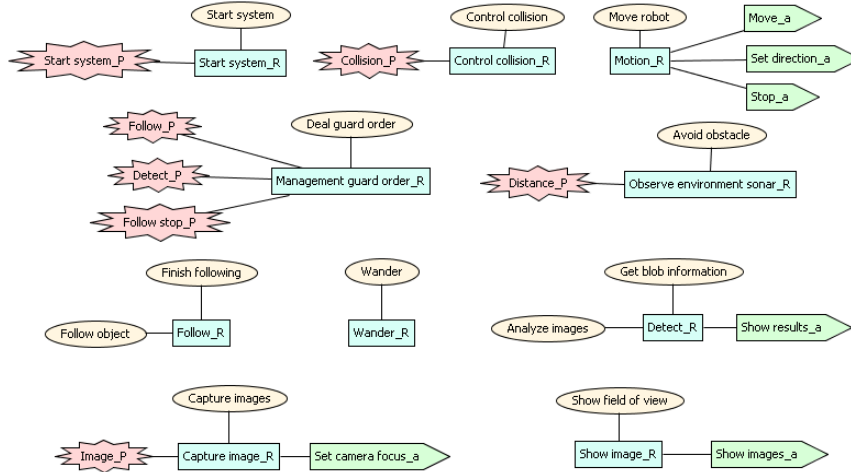 Start system
Control collision
Move robot
Move_a
Start system_P
Start system_R
Collision_P
Control collision_R
Motion_R
Set direction_a
Stop_a
Follow_P
Deal guard order
Avoid obstacle
Detect_P
Management guard order_R
Distance_P
Observe environment sonar_R
Follow stop_P
Finish following
Wander
Get blob information
Follow object
Follow_R
Wander_R
Analyze images
Detect_R
Show results_a
Capture images
Show field of view
Image_P
Capture image_R
Set camera focus_a
Show image_R
Show images_a